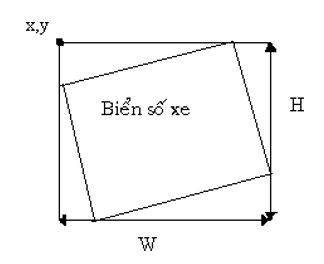 x,y
Biển số xe
H
W